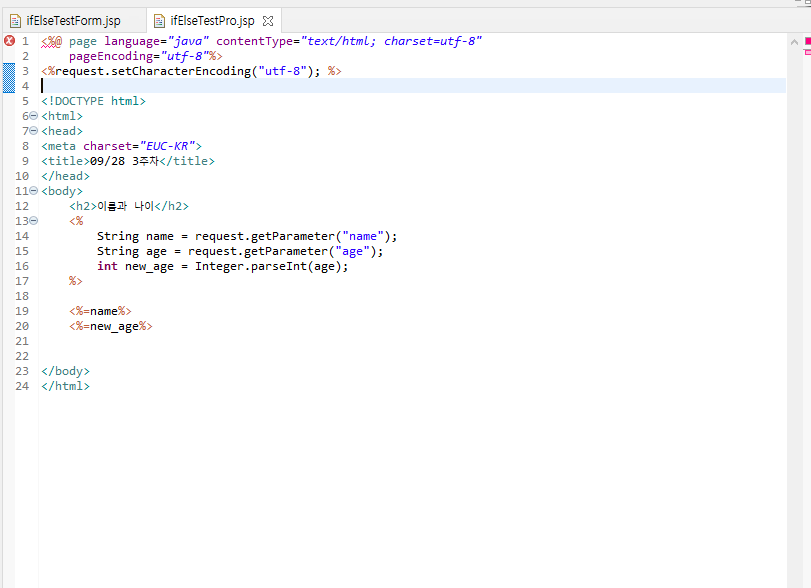 ifElseTestForm.jsp
ifElseTestPro.jsp
1 <%@ page language="java" contentType="text/html; charset=utf-8"
2     pageEncoding="utf-8"%>
3 <%request.setCharacterEncoding("utf-8"); %>
4
5 <!DOCTYPE html>
6 <html>
7 <head>
8 <meta charset="EUC-KR">
9 <title>09/28 3주차</title>
10 </head>
11 <body>
12     <h2>이름과 나이</h2>
13     <%
14         String name = request.getParameter("name");
15         String age = request.getParameter("age");
16         int new_age = Integer.parseInt(age);
17     %>
18
19     <%=name%>
20     <%=new_age%>
21
22
23 </body>
24 </html>